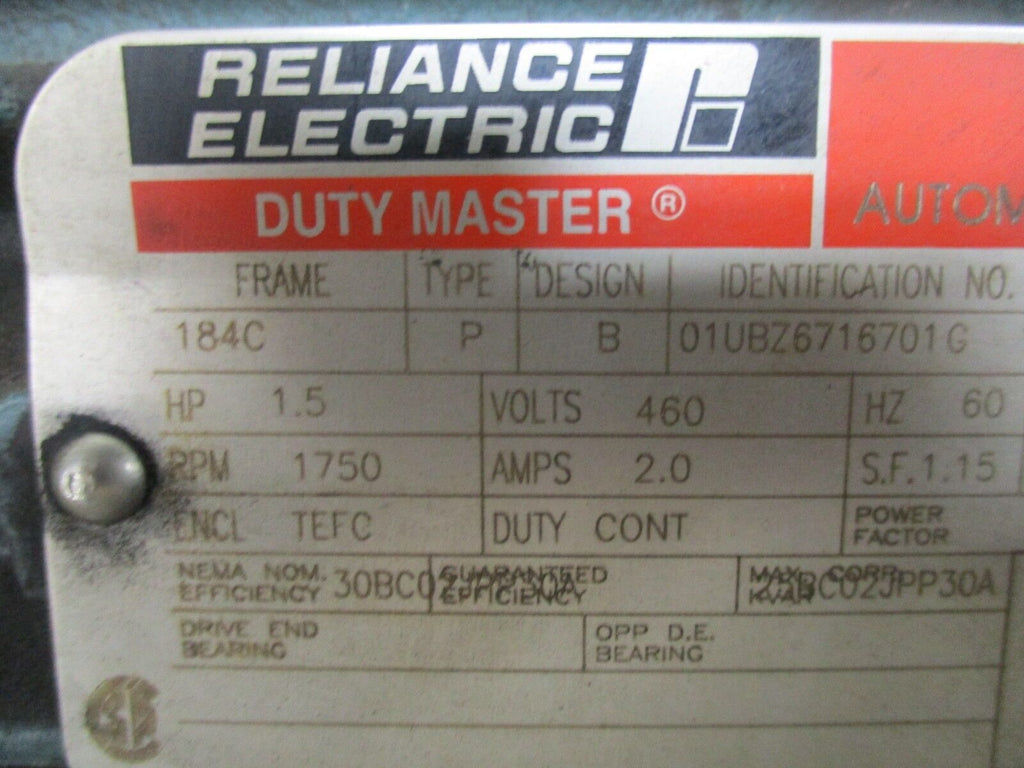 RELIANCE
ELECTRIC
DUTY MASTER ®
AUTOM
FRAME TYPE DESIGN IDENTIFICATION NO.
184C P B 01UBZ6716701G
HP 1.5 VOLTS 460 HZ 60
RPM 1750 AMPS 2.0 S.F. 1.15
ENCL TEFC DUTY CONT POWER FACTOR
NEMA NOM. EFFICIENCY 30BC02JPP30A GUARANTEED EFFICIENCY MAX. CORR. KVAR BC02JPP30A
DRIVE END BEARING OPP D.E. BEARING